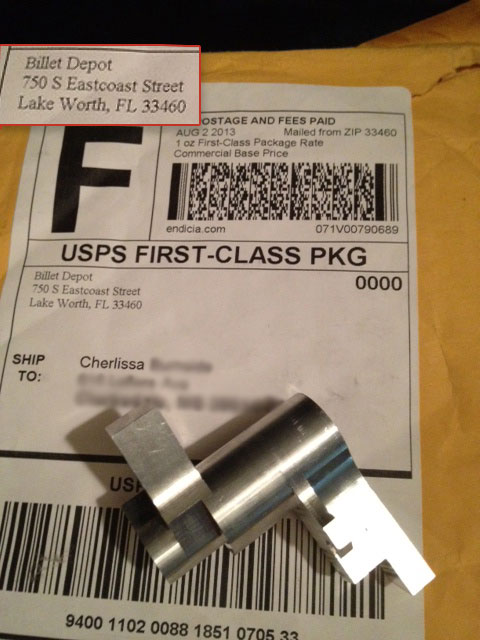 Billet Depot
750 S Eastcoast Street
Lake Worth, FL 33460
F
POSTAGE AND FEES PAID
AUG 2 2013 Mailed from ZIP 33460
1 oz First-Class Package Rate
Commercial Base Price
endicia.com 071V00790689
USPS FIRST-CLASS PKG
Billet Depot 0000
750 S Eastcoast Street
Lake Worth, FL 33460
SHIP TO: Cherlissa
9400 1102 0088 1851 0705 33